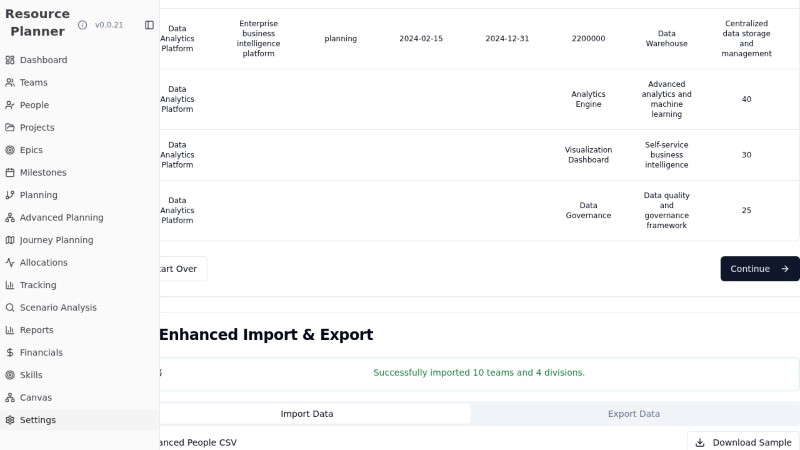 Resource
Planner
v0.0.21
Dashboard
Teams
People
Projects
Epics
Milestones
Planning
Advanced Planning
Journey Planning
Allocations
Tracking
Scenario Analysis
Reports
Financials
Skills
Canvas
Settings
Data
Analytics
Platform
Enterprise
business
intelligence
platform
planning
2024-02-15
2024-12-31
2200000
Data
Warehouse
Centralized
data storage
and
management
Data
Analytics
Platform
Analytics
Engine
Advanced
analytics and
machine
learning
40
Data
Analytics
Platform
Visualization
Dashboard
Self-service
business
intelligence
30
Data
Analytics
Platform
Data
Governance
Data quality
and
governance
framework
25
art Over
Continue
Enhanced Import & Export
Successfully imported 10 teams and 4 divisions.
Import Data
Export Data
anced People CSV
Download Sample